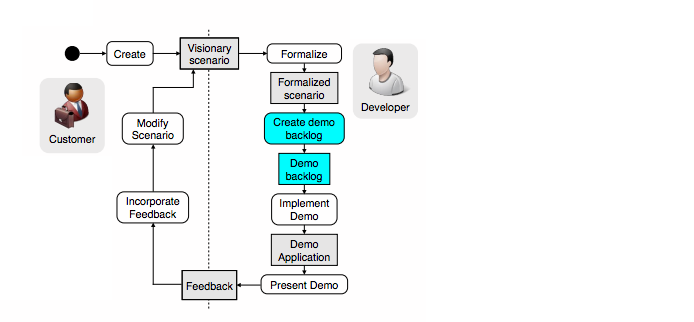 Create
Visionary
scenario
Formalize
Formalized
scenario
Developer
Customer
Modify
Scenario
Create demo
backlog
Demo
backlog
Incorporate
Feedback
Implement
Demo
Demo
Application
Feedback
Present Demo